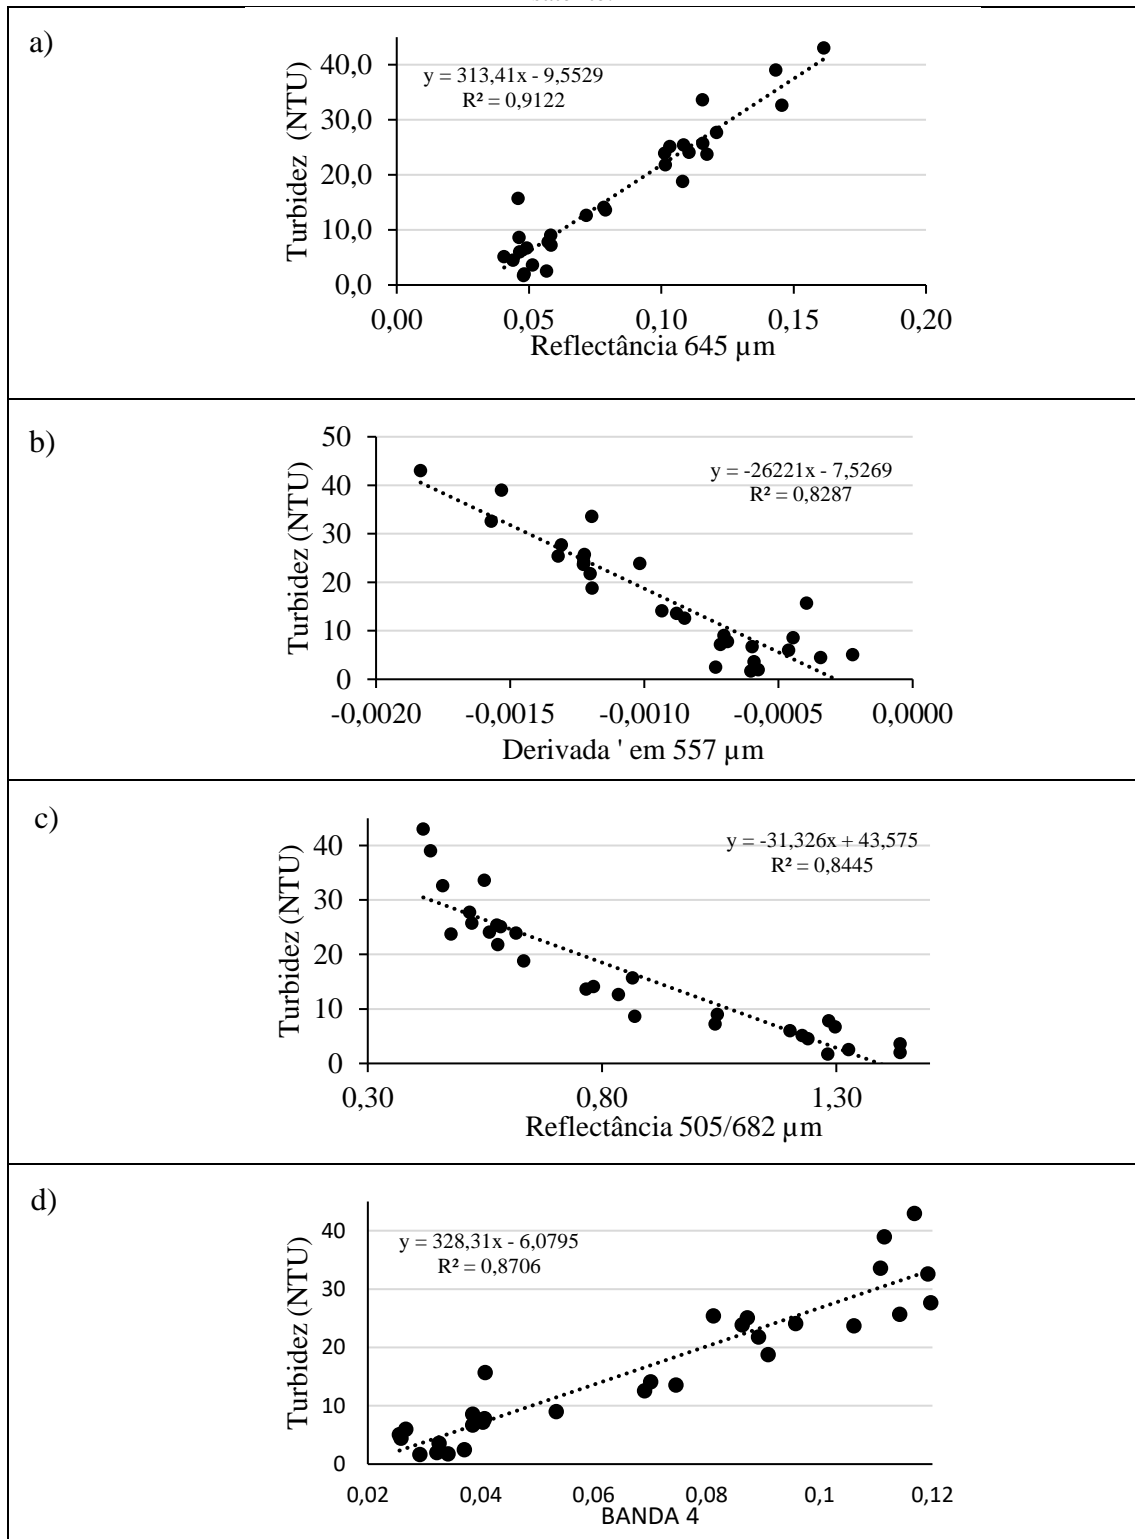 a)
y = 313,41x - 9,5529
R² = 0,9122
Turbidez (NTU)
40,0
30,0
20,0
10,0
0,0
0,00 0,05 0,10 0,15 0,20
Reflectância 645 µm
b)
y = -26221x - 7,5269
R² = 0,8287
Turbidez (NTU)
50
40
30
20
10
0
-0,0020 -0,0015 -0,0010 -0,0005 0,0000
Derivada ' em 557 µm
c)
y = -31,326x + 43,575
R² = 0,8445
Turbidez (NTU)
40
30
20
10
0
0,30 0,80 1,30
Reflectância 505/682 µm
d)
y = 328,31x - 6,0795
R² = 0,8706
Turbidez (NTU)
40
30
20
10
0
0,02 0,04 0,06 0,08 0,1 0,12
BANDA 4